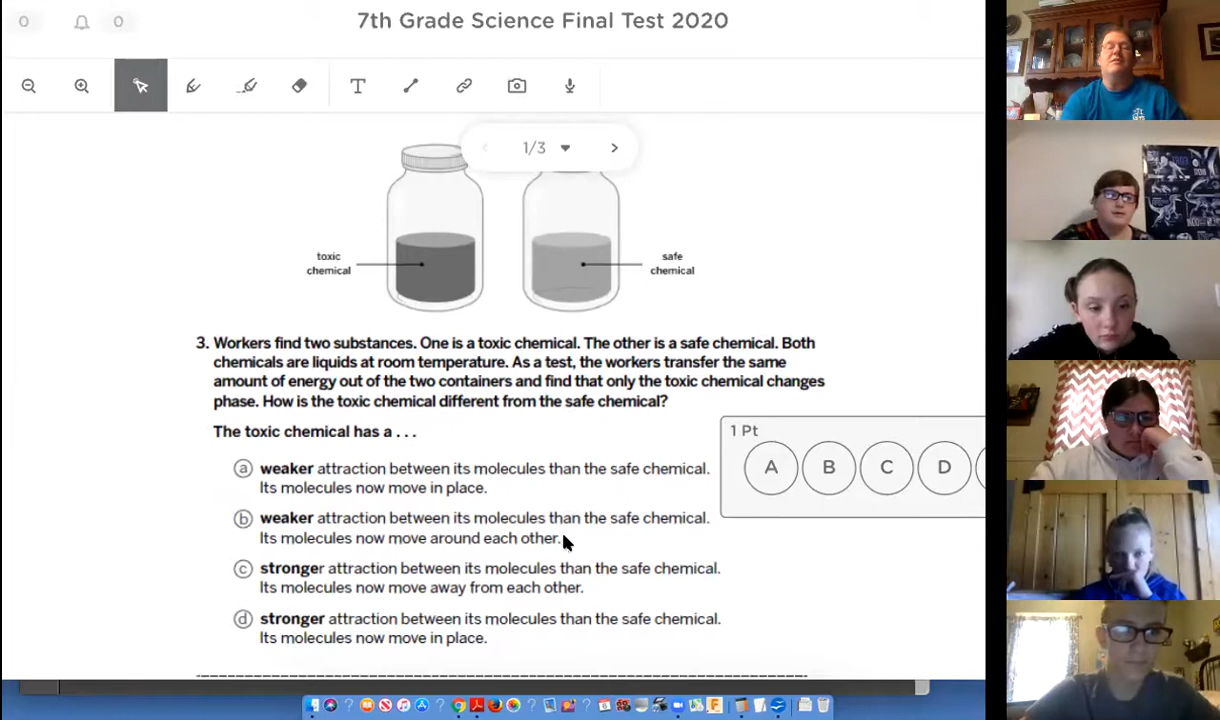 0
0
7th Grade Science Final Test 2020
T
1/3
toxic
chemical
safe
chemical
3. Workers find two substances. One is a toxic chemical. The other is a safe chemical. Both
chemicals are liquids at room temperature. As a test, the workers transfer the same
amount of energy out of the two containers and find that only the toxic chemical changes
phase. How is the toxic chemical different from the safe chemical?
The toxic chemical has a . . .
1 Pt
A B C D
a weaker attraction between its molecules than the safe chemical.
Its molecules now move in place.
b weaker attraction between its molecules than the safe chemical.
Its molecules now move around each other.
c stronger attraction between its molecules than the safe chemical.
Its molecules now move away from each other.
d stronger attraction between its molecules than the safe chemical.
Its molecules now move in place.